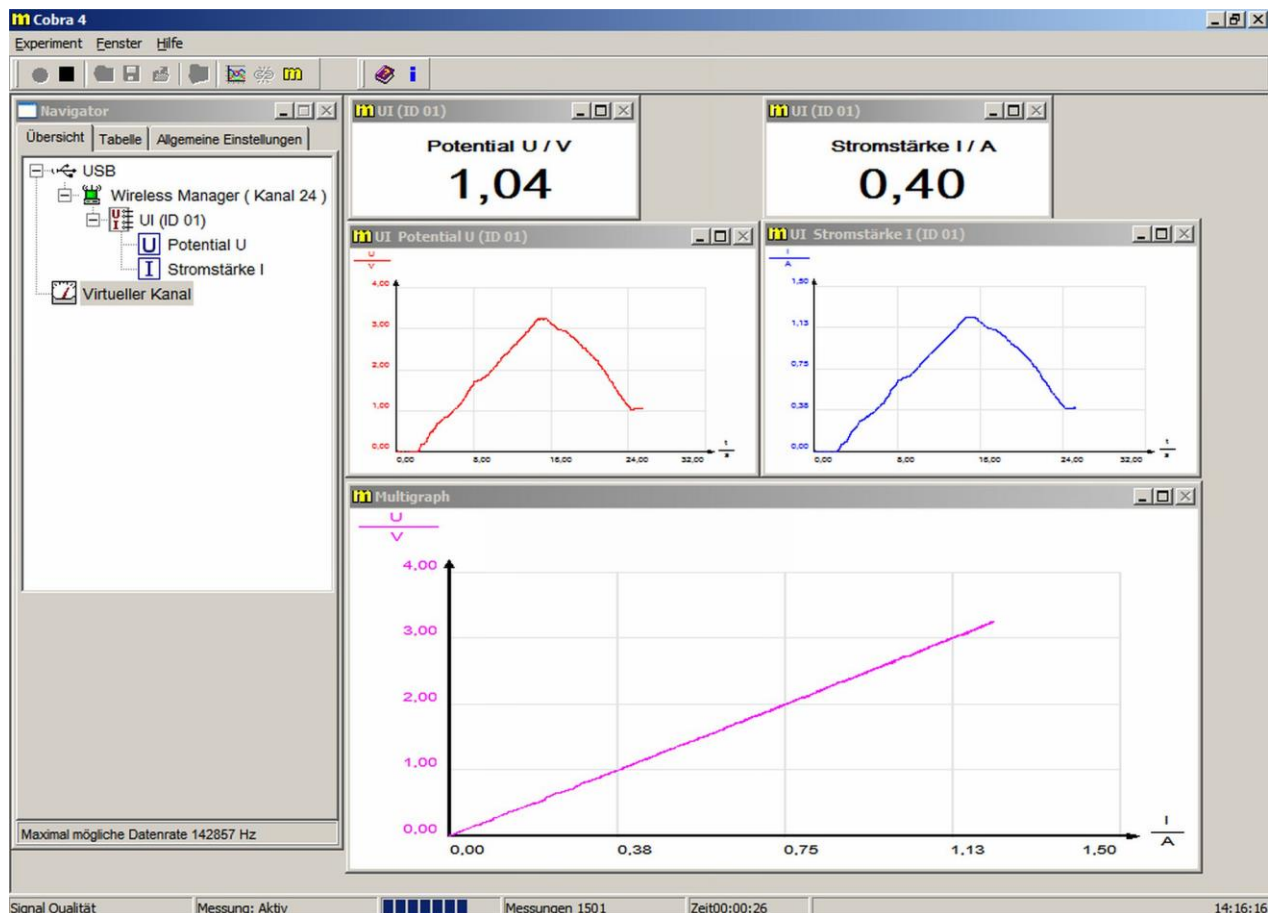 m Cobra 4
Experiment Fenster Hilfe
m
i
Navigator
Übersicht Tabelle Allgemeine Einstellungen
USB
Wireless Manager ( Kanal 24 )
UI UI (ID 01)
U Potential U
I Stromstärke I
Virtueller Kanal
Maximal mögliche Datenrate 142857 Hz
m UI (ID 01)
Potential U / V
1,04
m UI (ID 01)
Stromstärke I / A
0,40
m UI Potential U (ID 01)
U
V
4,00
3,00
2,00
1,00
0,00
0,00 8,00 16,00 24,00 32,00
t
s
m UI Stromstärke I (ID 01)
I
A
1,50
1,13
0,75
0,38
0,00
0,00 8,00 16,00 24,00 32,00
t
s
m Multigraph
U
V
4,00
3,00
2,00
1,00
0,00
0,00 0,38 0,75 1,13 1,50
I
A
Signal Qualität Messung: Aktiv Messungen 1501 Zeit00:00:26 14:16:16